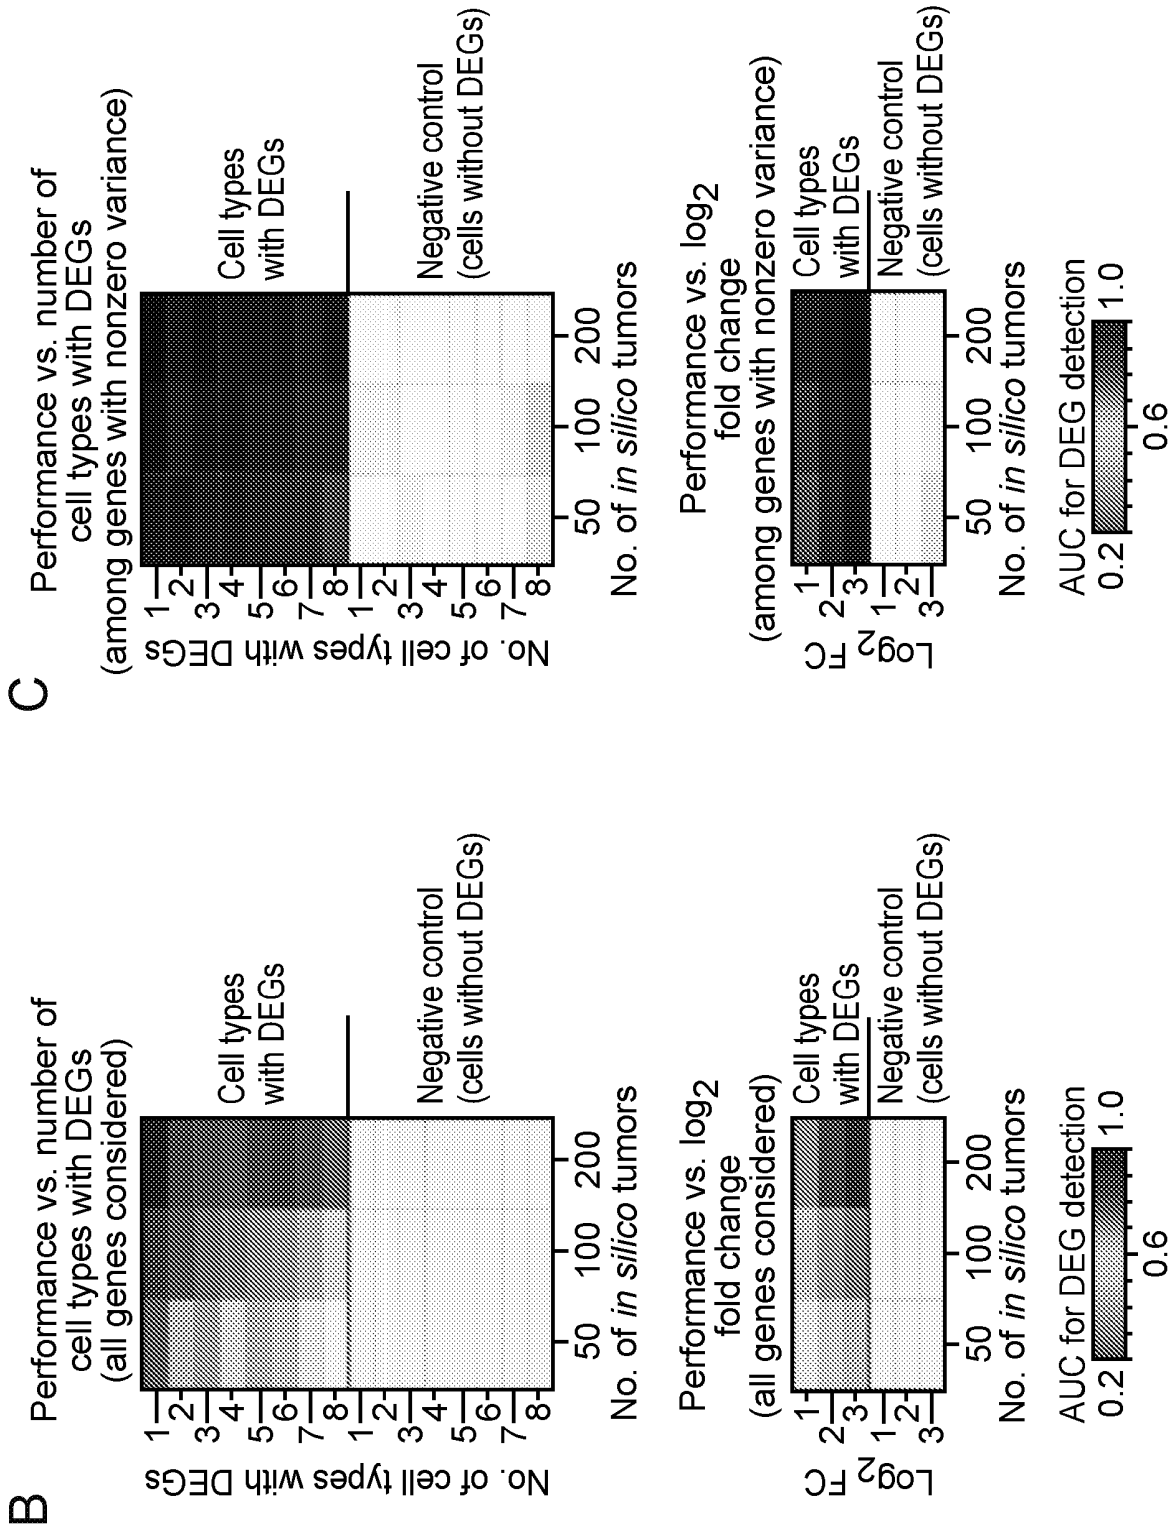 B
Performance vs. number of
cell types with DEGs
(all genes considered)
No. of cell types with DEGs
1
2
3
4
5
6
7
8
1
2
3
4
5
6
7
8
Cell types
with DEGs
Negative control
(cells without DEGs)
50 100 200
No. of in silico tumors
Performance vs. log2
fold change
(all genes considered)
Log2 FC
1
2
3
1
2
3
Cell types
with DEGs
Negative control
(cells without DEGs)
50 100 200
No. of in silico tumors
AUC for DEG detection
0.2 1.0
0.6
C
Performance vs. number of
cell types with DEGs
(among genes with nonzero variance)
No. of cell types with DEGs
1
2
3
4
5
6
7
8
1
2
3
4
5
6
7
8
Cell types
with DEGs
Negative control
(cells without DEGs)
50 100 200
No. of in silico tumors
Performance vs. log2
fold change
(among genes with nonzero variance)
Log2 FC
1
2
3
1
2
3
Cell types
with DEGs
Negative control
(cells without DEGs)
50 100 200
No. of in silico tumors
AUC for DEG detection
0.2 1.0
0.6